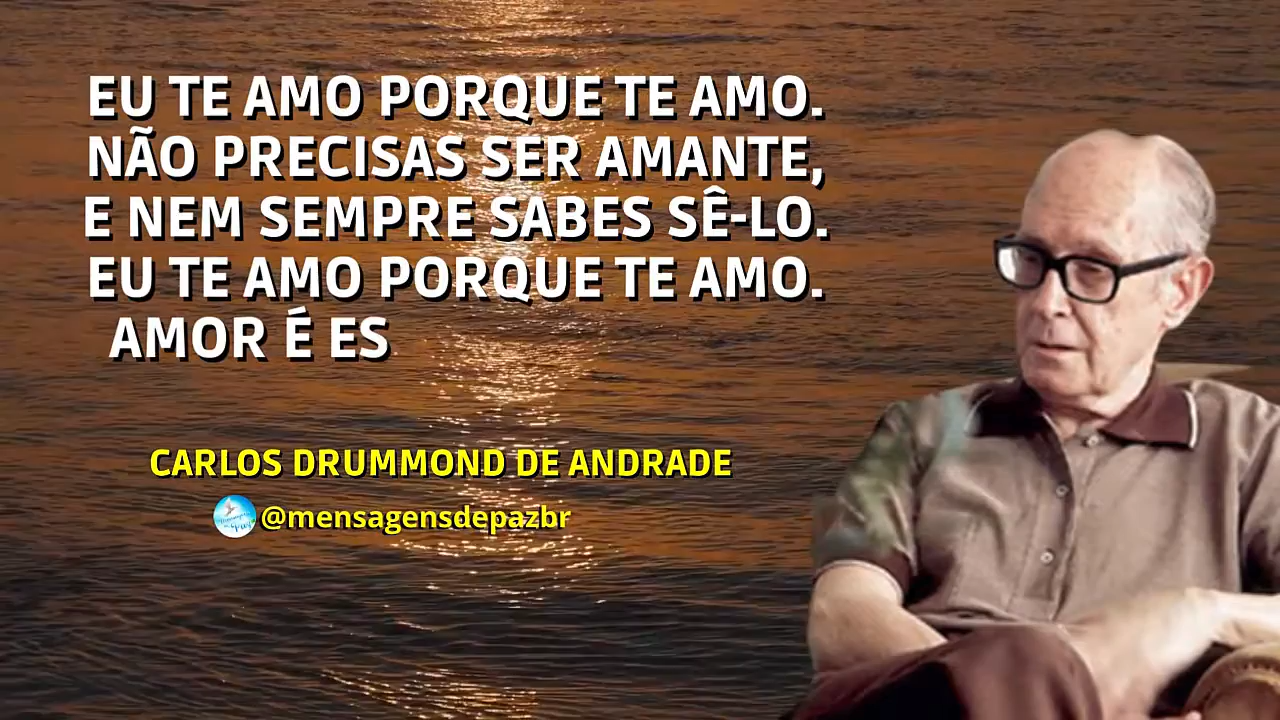 EU TE AMO PORQUE TE AMO.
NÃO PRECISAS SER AMANTE,
E NEM SEMPRE SABES SÊ-LO.
EU TE AMO PORQUE TE AMO.
AMOR É ES
CARLOS DRUMMOND DE ANDRADE
@mensagensdepazbr